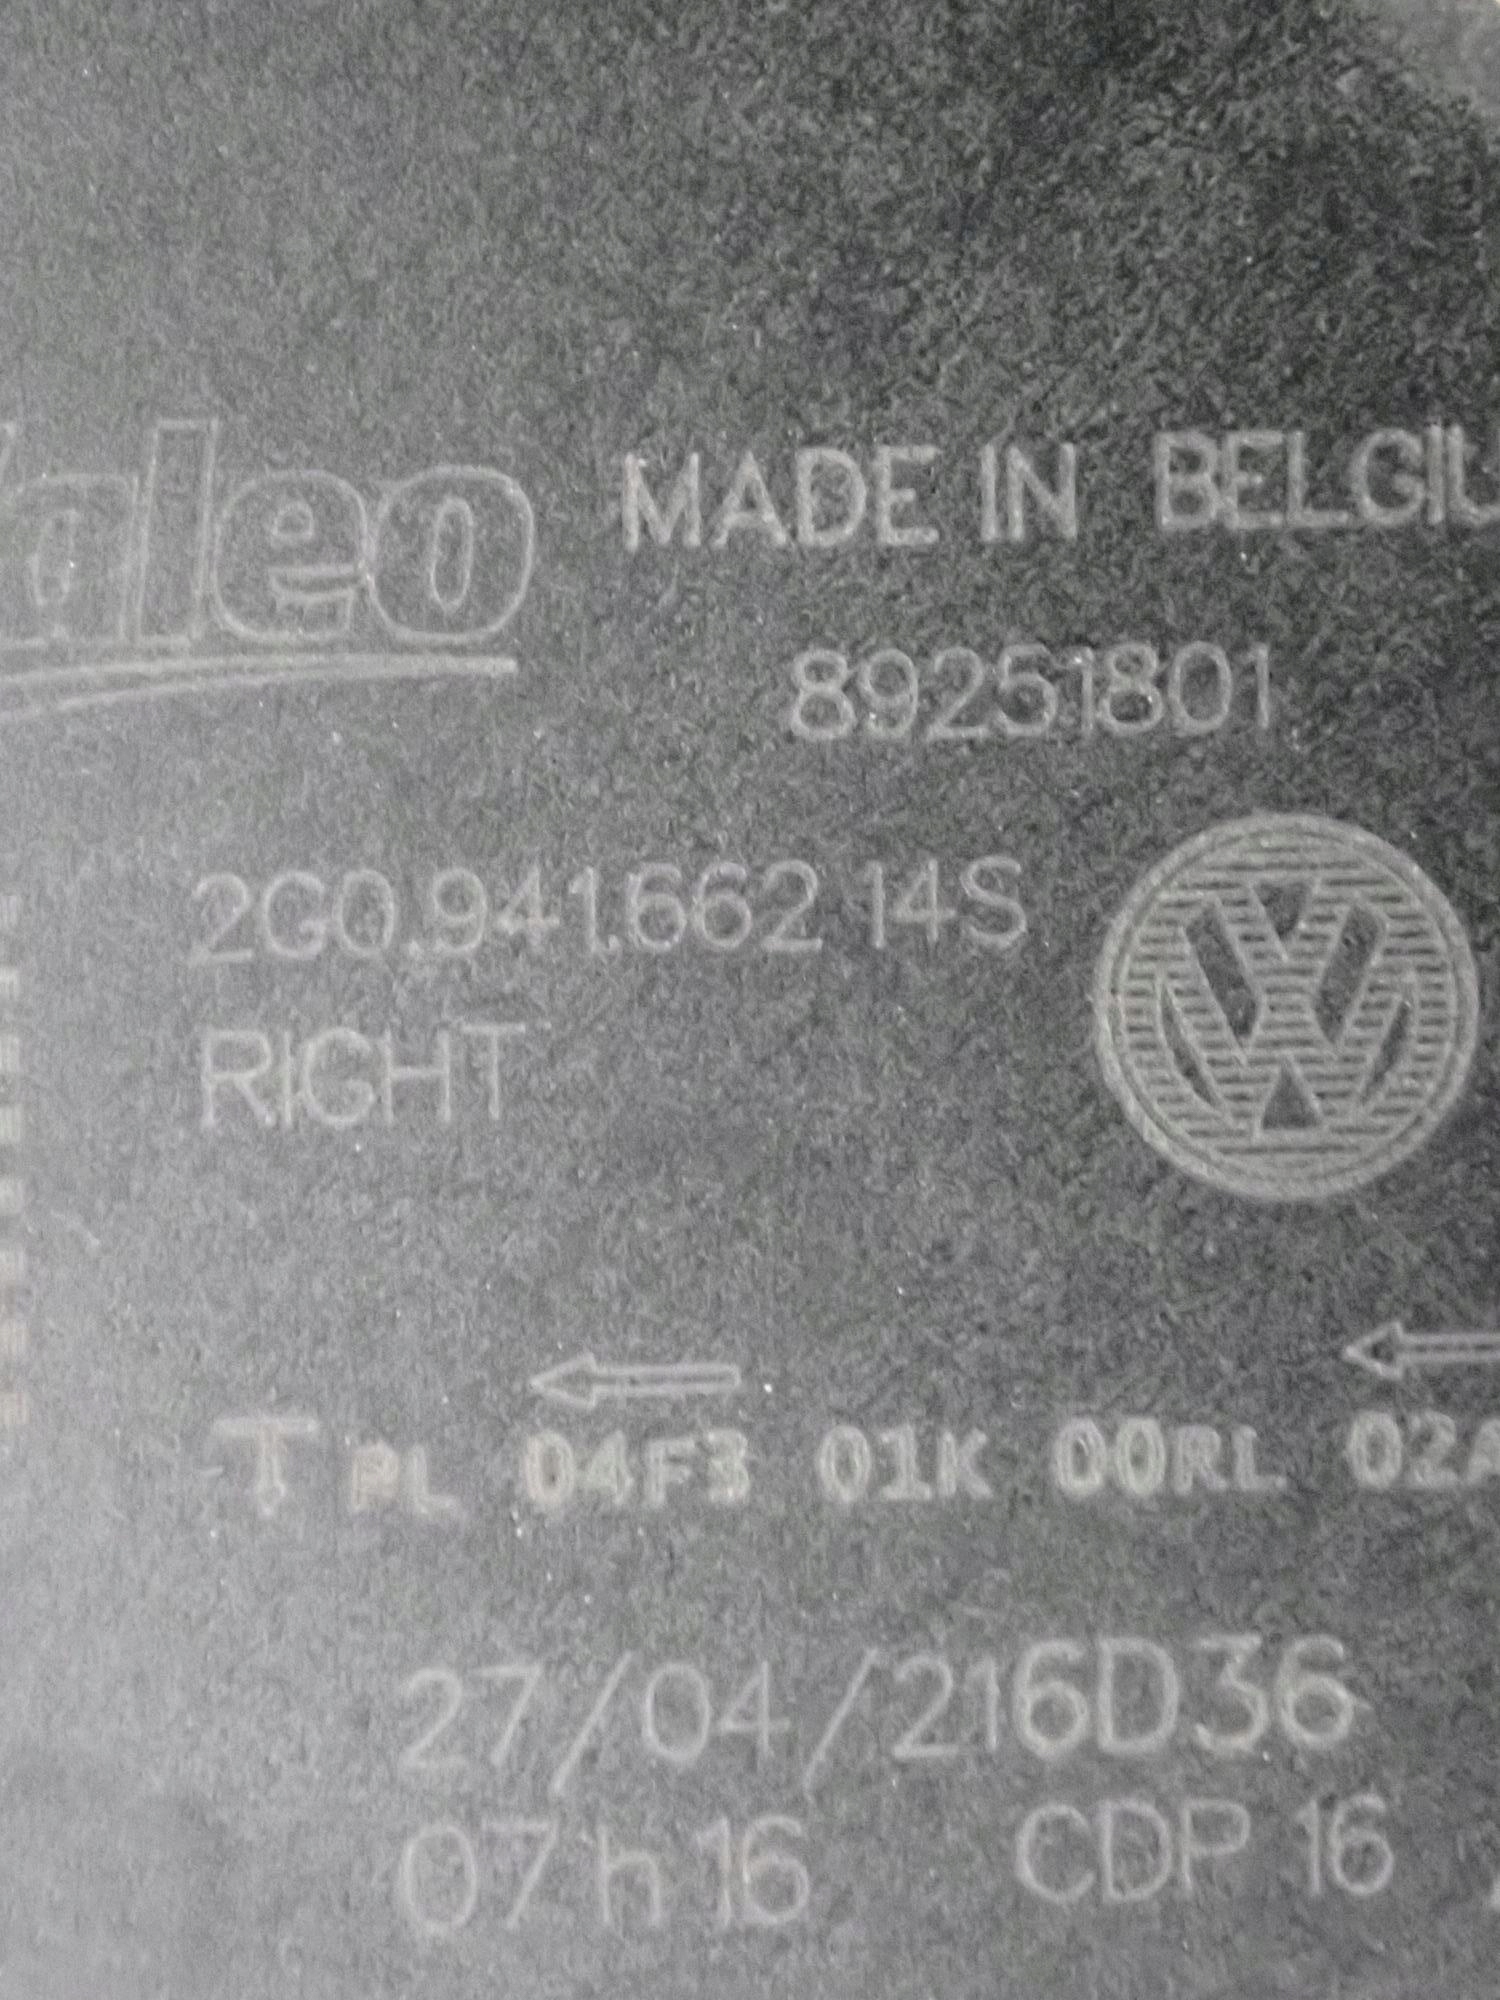 Valeo MADE IN BELGIU
89251801
2G0.941.662 14S
RIGHT
PL 04F3 01K 00RL 02A
27/04/216D36
07h16 CDP 16